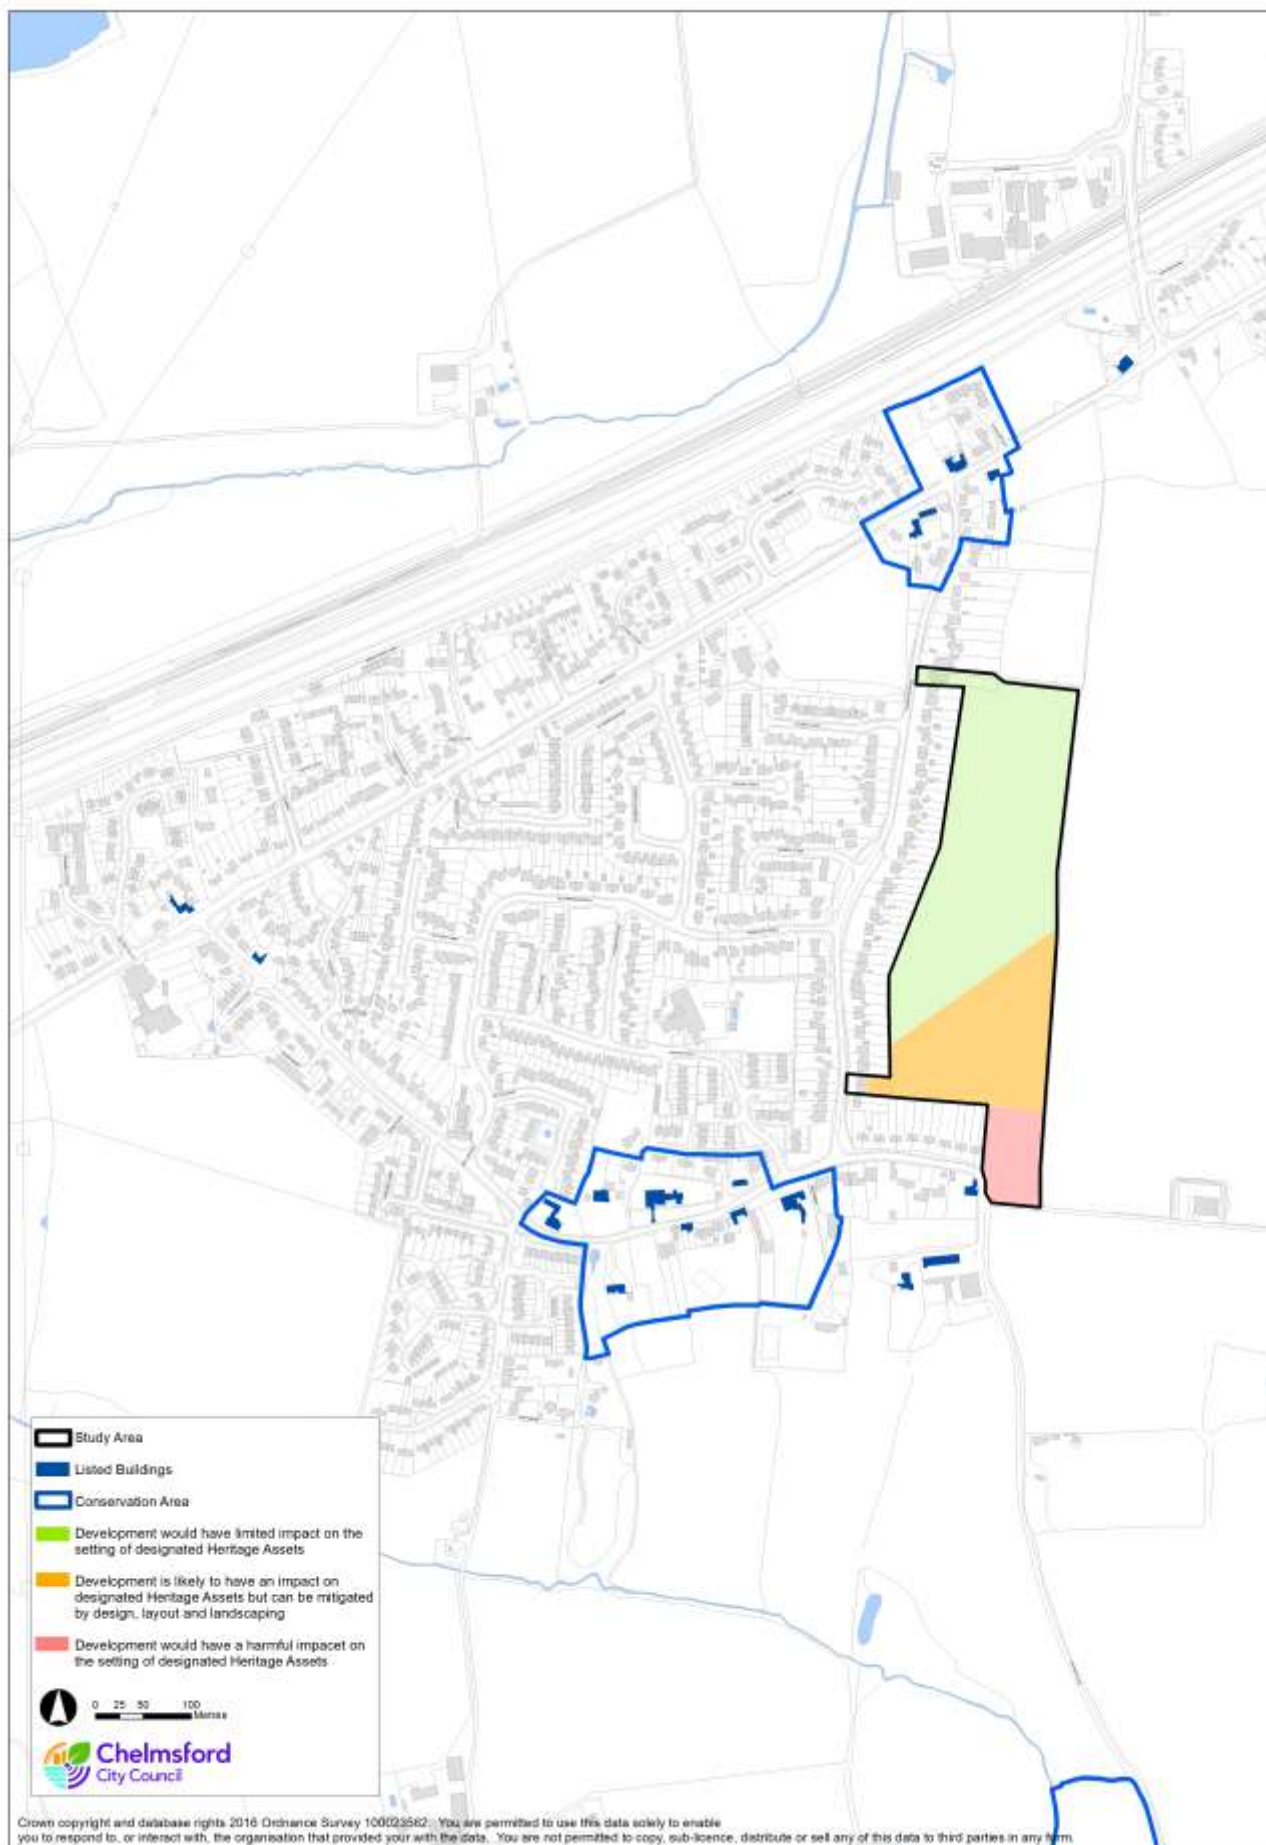 Study Area
Listed Buildings
Conservation Area
Development would have limited impact on the
setting of designated Heritage Assets
Development is likely to have an impact on
designated Heritage Assets but can be mitigated
by design, layout and landscaping
Development would have a harmful impacet on
the setting of designated Heritage Assets
0 25 50 100
Metres
Chelmsford
City Council
Crown copyright and database rights 2016 Ordnance Survey 100023562. You are permitted to use this data solely to enable
you to respond to, or interact with, the organisation that provided your with the data. You are not permitted to copy, sub-licence, distribute or sell any of this data to third parties in any form.